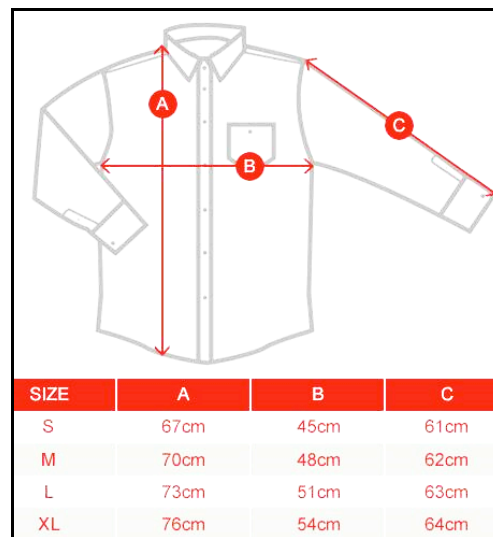 A
B
C
SIZE A B C
S 67cm 45cm 61cm
M 70cm 48cm 62cm
L 73cm 51cm 63cm
XL 76cm 54cm 64cm